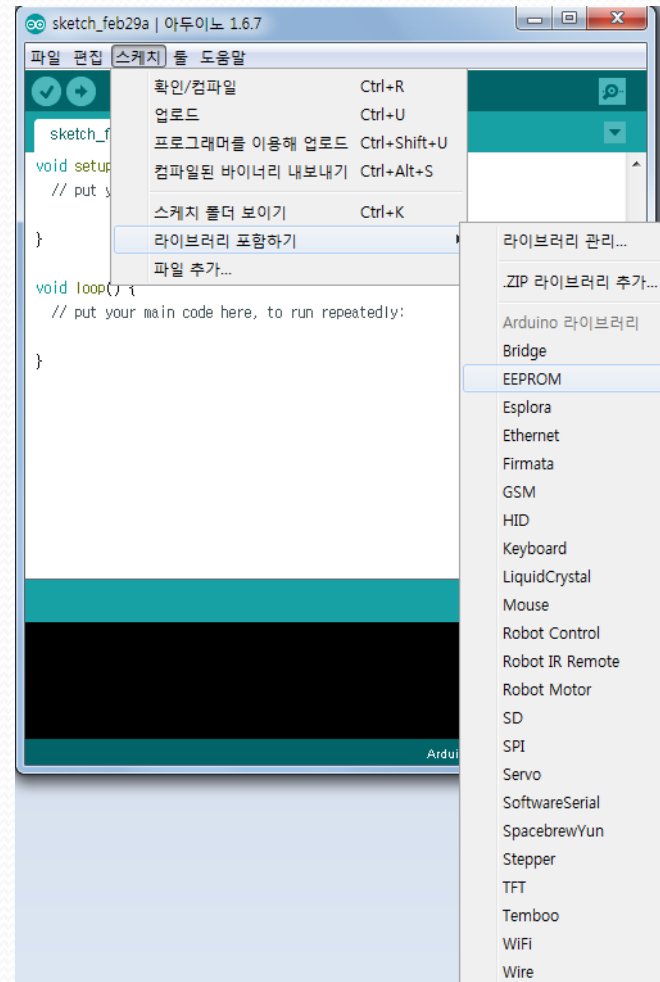 sketch_feb29a | 아두이노 1.6.7
파일 편집 스케치 툴 도움말
확인/컴파일 Ctrl+R
업로드 Ctrl+U
프로그래머를 이용해 업로드 Ctrl+Shift+U
컴파일된 바이너리 내보내기 Ctrl+Alt+S
스케치 폴더 보이기 Ctrl+K
라이브러리 포함하기
파일 추가...
sketch_f
void setup
// put y
}
void loop() {
// put your main code here, to run repeatedly:
}
Ardui
라이브러리 관리...
.ZIP 라이브러리 추가...
Arduino 라이브러리
Bridge
EEPROM
Esplora
Ethernet
Firmata
GSM
HID
Keyboard
LiquidCrystal
Mouse
Robot Control
Robot IR Remote
Robot Motor
SD
SPI
Servo
SoftwareSerial
SpacebrewYun
Stepper
TFT
Temboo
WiFi
Wire